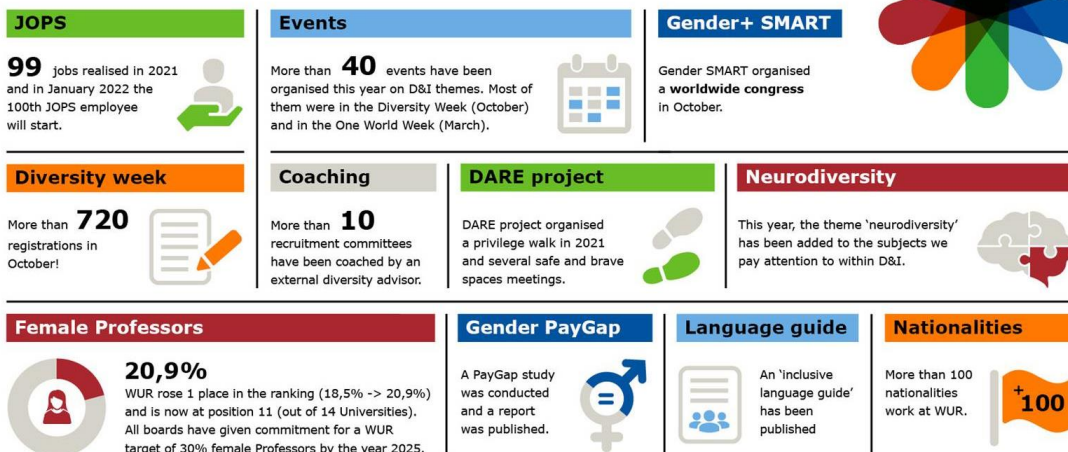 JOPS
99 jobs realised in 2021
and in January 2022 the
100th JOPS employee
will start.
Events
More than 40 events have been
organised this year on D&I themes. Most of
them were in the Diversity Week (October)
and in the One World Week (March).
Gender+ SMART
Gender SMART organised
a worldwide congress
in October.
Diversity week
More than 720
registrations in
October!
Coaching
More than 10
recruitment committees
have been coached by an
external diversity advisor.
DARE project
DARE project organised
a privilege walk in 2021
and several safe and brave
spaces meetings.
Neurodiversity
This year, the theme ‘neurodiversity’
has been added to the subjects we
pay attention to within D&I.
Female Professors
20,9%
WUR rose 1 place in the ranking (18,5% -> 20,9%)
and is now at position 11 (out of 14 Universities).
All boards have given commitment for a WUR
target of 30% female Professors by the year 2025.
Gender PayGap
A PayGap study
was conducted
and a report
was published.
Language guide
An ‘inclusive
language guide’
has been
published
Nationalities
More than 100
nationalities
work at WUR.
+100